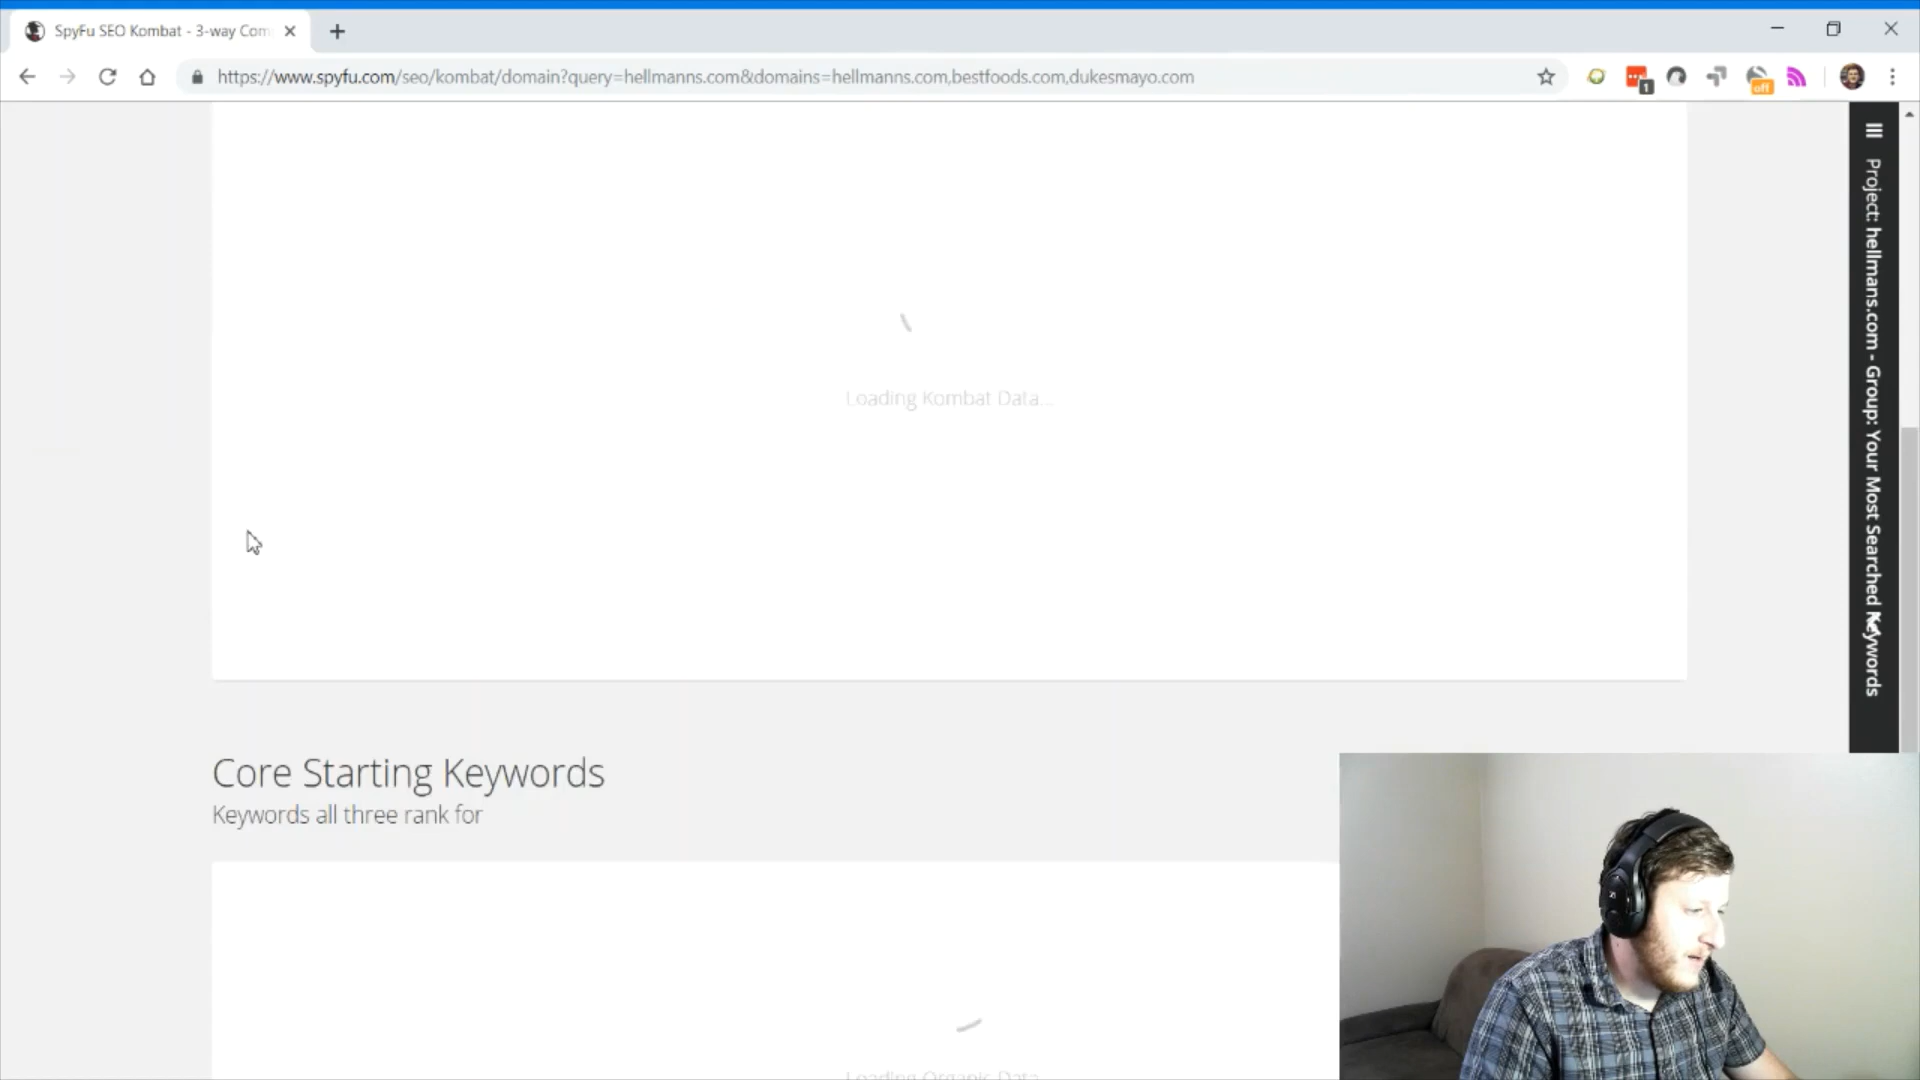 SpyFu SEO Kombat - 3-way Com
https://www.spyfu.com/seo/kombat/domain?query=hellmanns.com&domains=hellmanns.com,bestfoods.com,dukesmayo.com
1
off
Project: hellmans.com - Group: Your Most Searched Keywords
Loading Kombat Data...
Core Starting Keywords
Keywords all three rank for
Loading Organic Data...